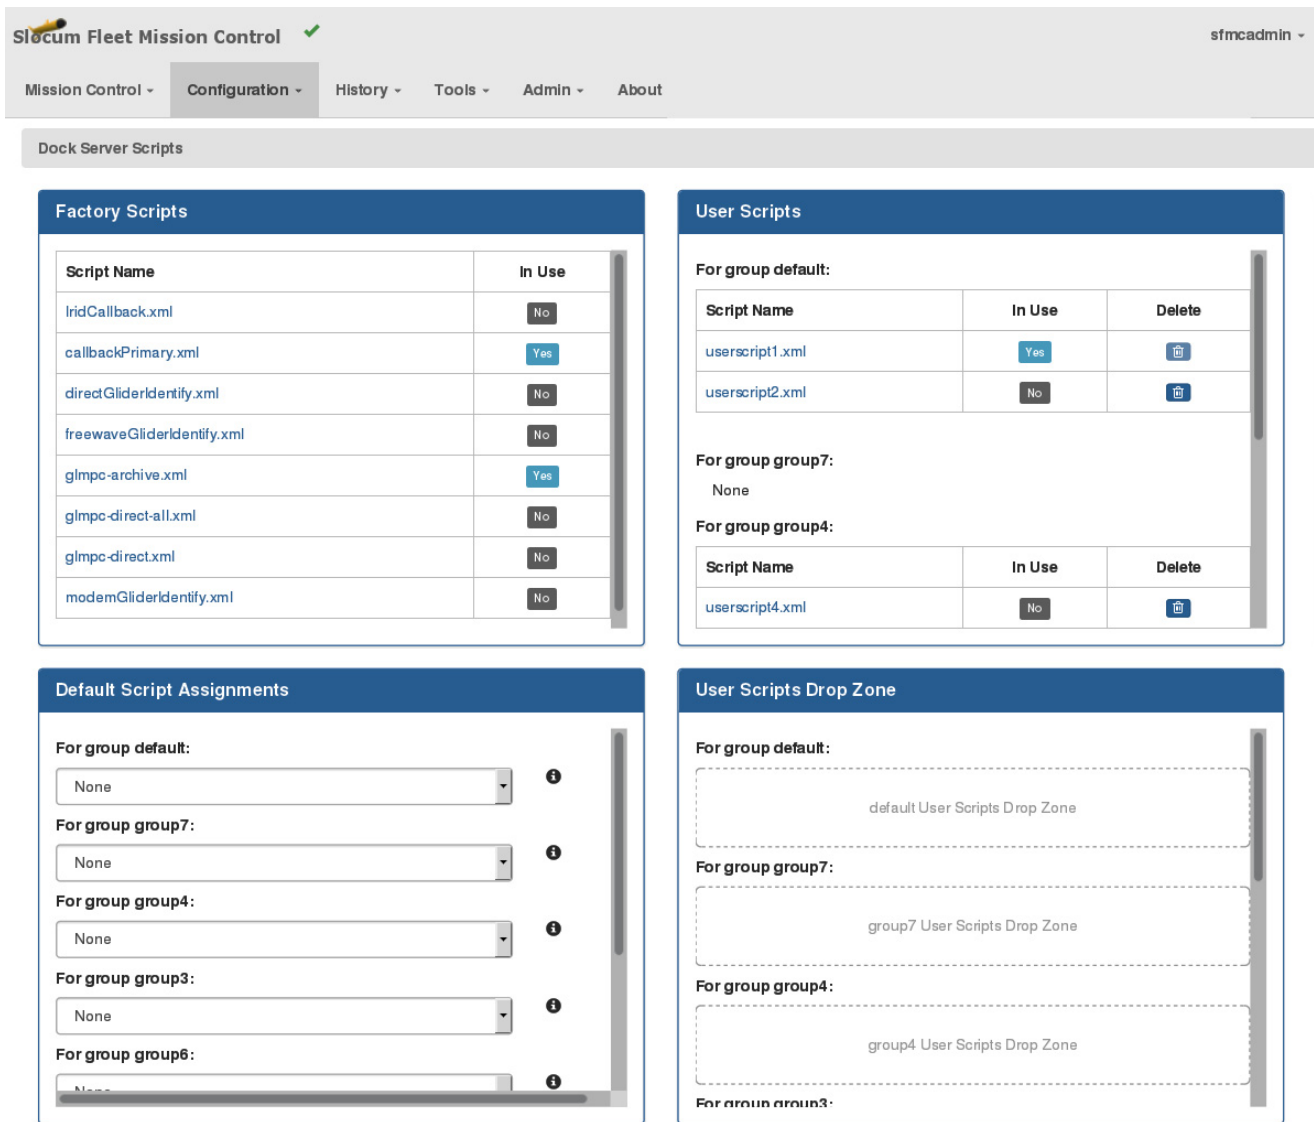 Slocum Fleet Mission Control
sfmcadmin
Mission Control
Configuration
History
Tools
Admin
About
Dock Server Scripts
Factory Scripts
Script Name In Use
IridCallback.xml No
callbackPrimary.xml Yes
directGliderIdentify.xml No
freewaveGliderIdentify.xml No
glmpc-archive.xml Yes
glmpc-direct-all.xml No
glmpc-direct.xml No
modemGliderIdentify.xml No
User Scripts
For group default:
Script Name In Use Delete
userscript1.xml Yes
userscript2.xml No
For group group7:
None
For group group4:
Script Name In Use Delete
userscript4.xml No
Default Script Assignments
For group default:
None
For group group7:
None
For group group4:
None
For group group3:
None
For group group6:
None
User Scripts Drop Zone
For group default:
default User Scripts Drop Zone
For group group7:
group7 User Scripts Drop Zone
For group group4:
group4 User Scripts Drop Zone
For group group3: